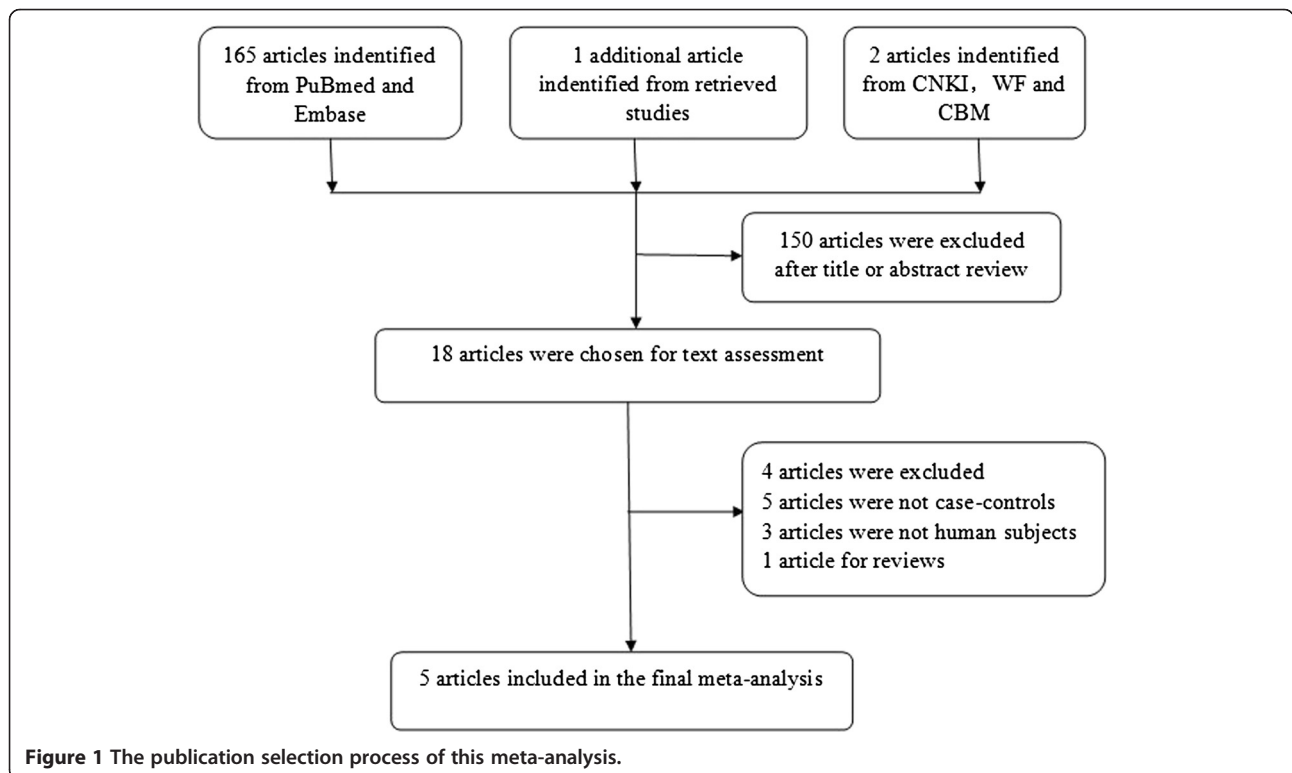 165 articles indentified
from PuBmed and
Embase
1 additional article
indentified from retrieved
studies
2 articles indentified
from CNKI，WF and
CBM
150 articles were excluded
after title or abstract review
18 articles were chosen for text assessment
4 articles were excluded
5 articles were not case-controls
3 articles were not human subjects
1 article for reviews
5 articles included in the final meta-analysis
Figure 1 The publication selection process of this meta-analysis.